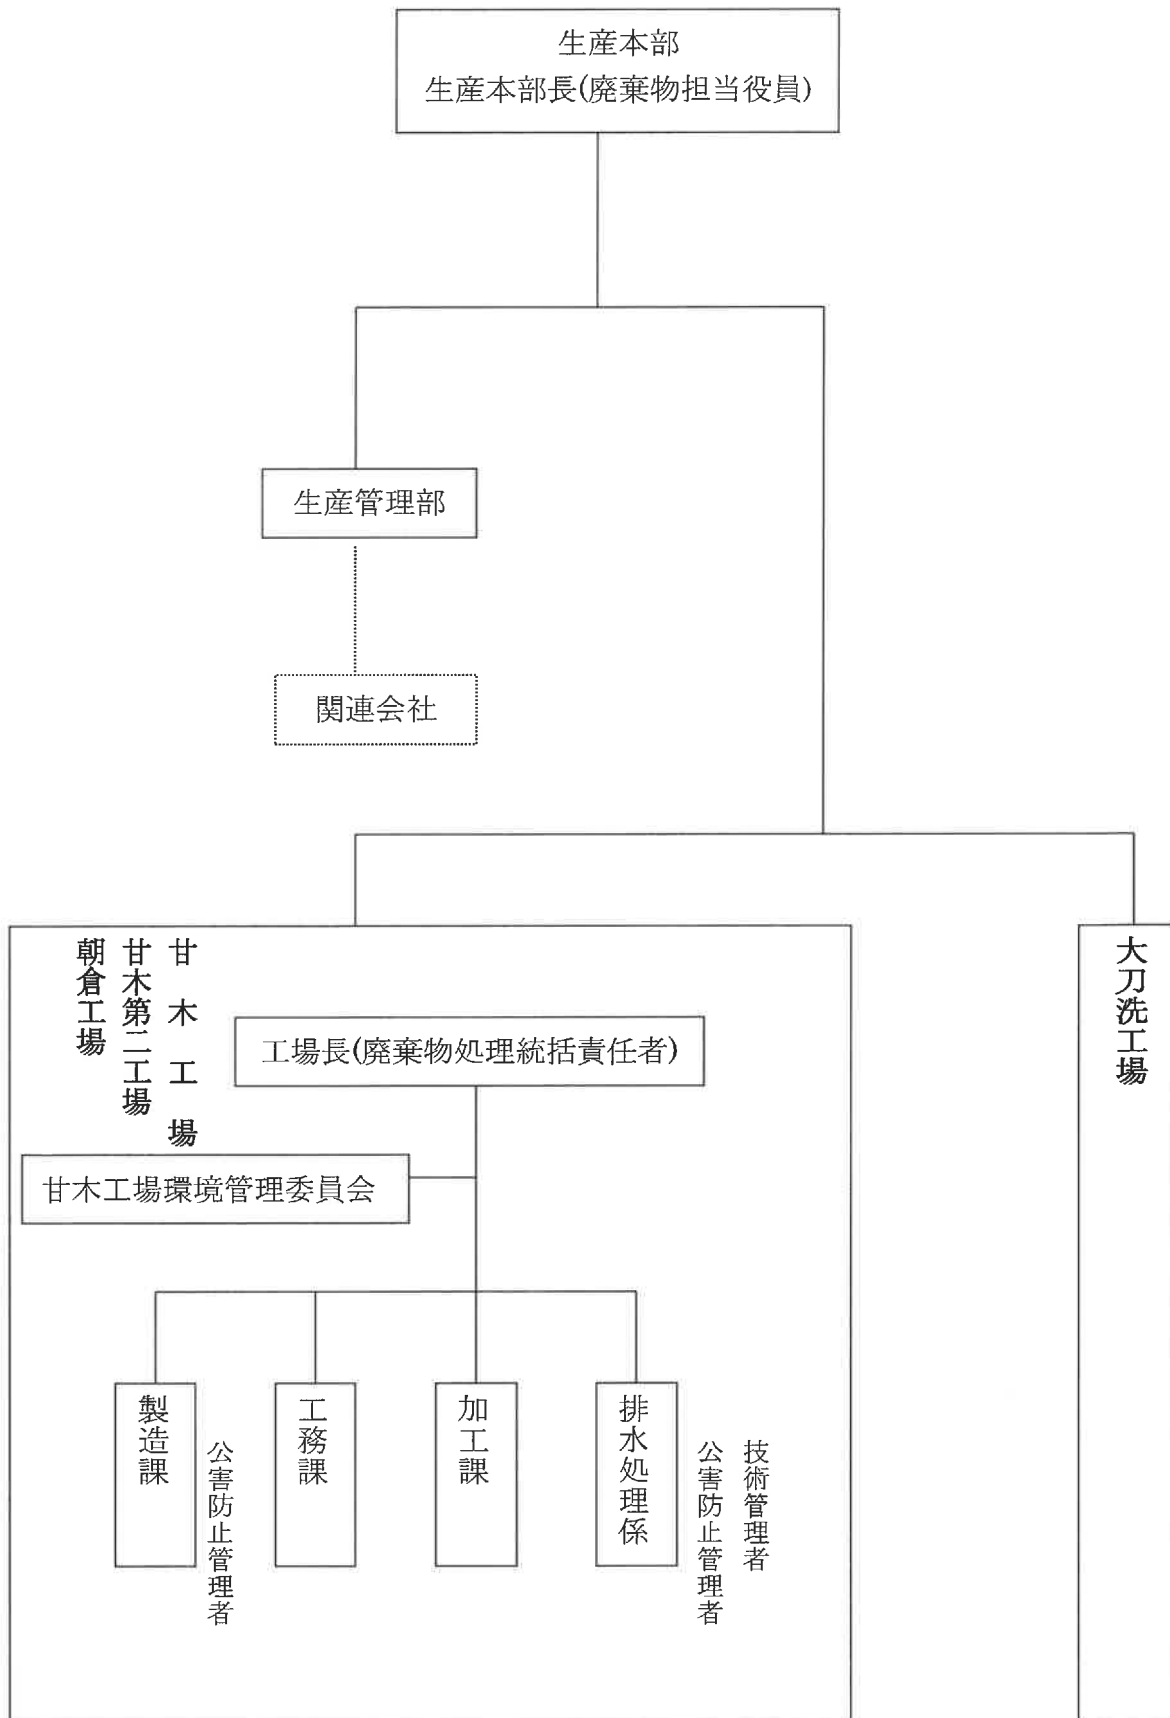 生産本部
生産本部長(廃棄物担当役員)
生産管理部
関連会社
甘木工場
甘木第二工場
朝倉工場
工場長(廃棄物処理統括責任者)
甘木工場環境管理委員会
製造課
公害防止管理者
工務課
加工課
排水処理係
技術管理者
公害防止管理者
大刀洗工場